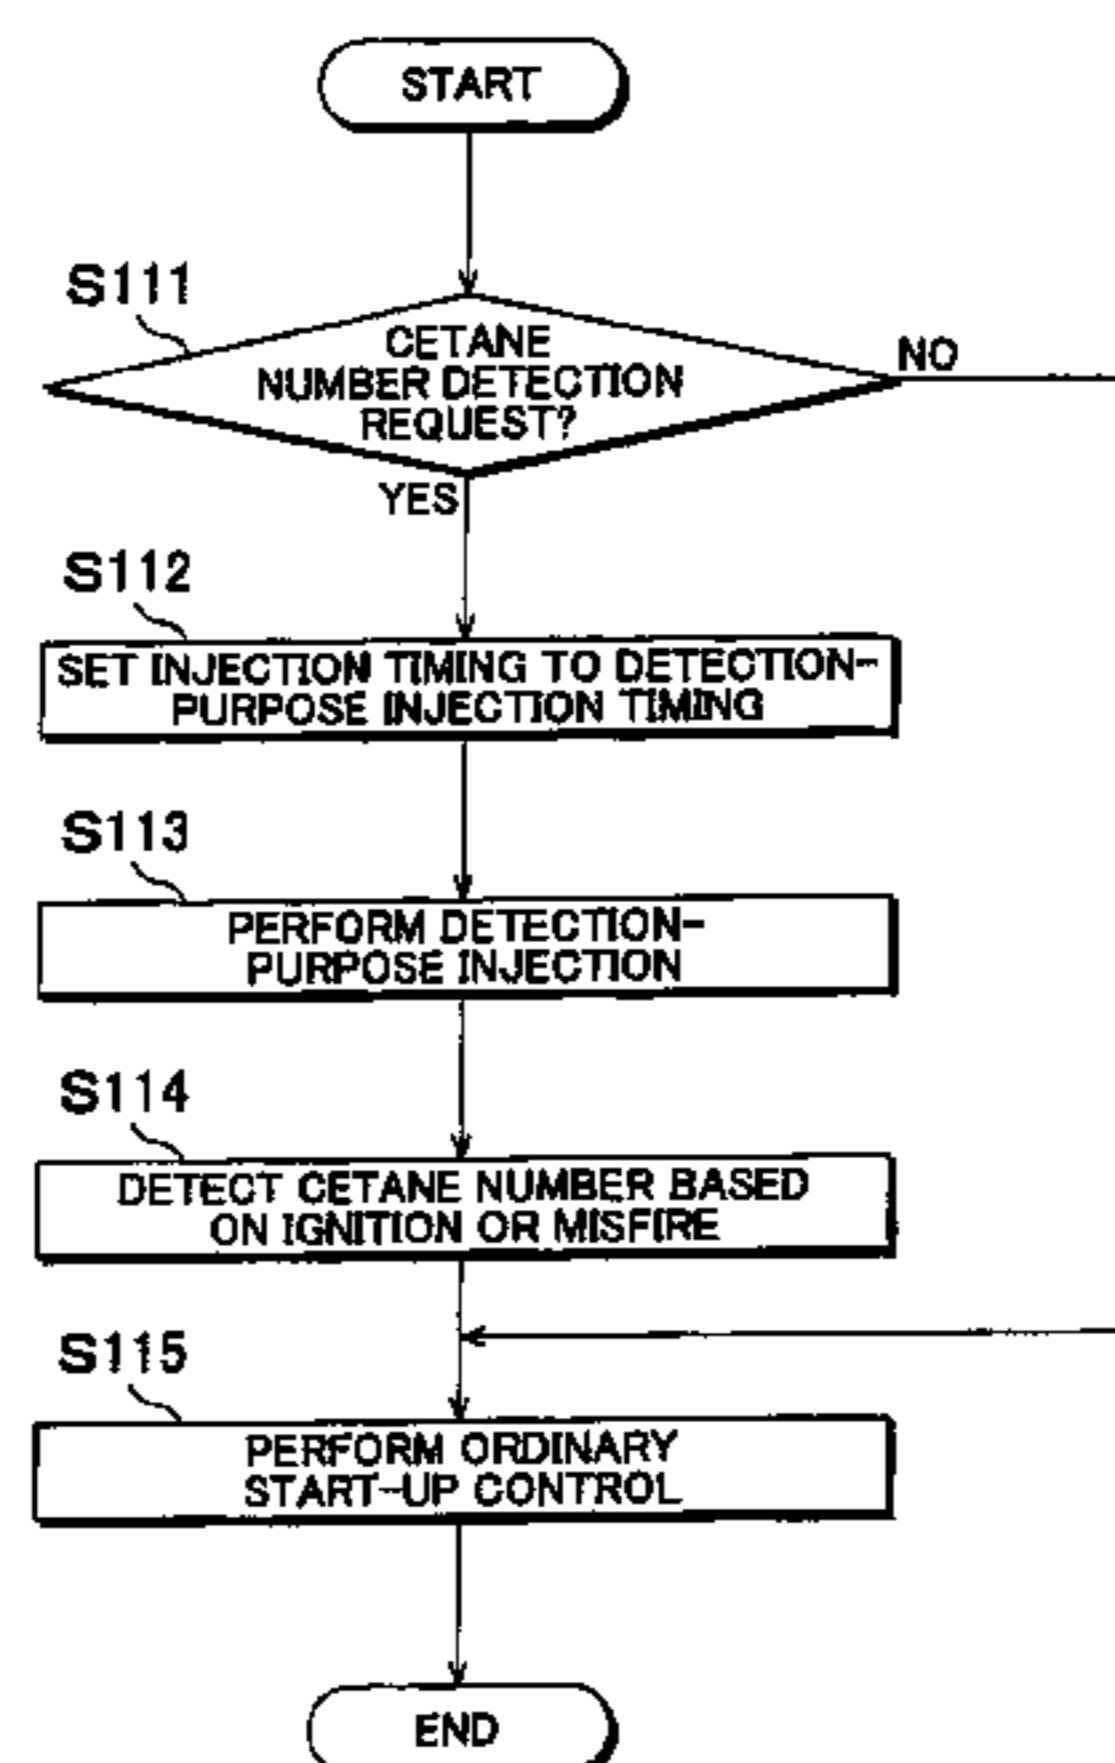 START
S111
CETANE
NUMBER DETECTION
REQUEST?
NO
YES
S112
SET INJECTION TIMING TO DETECTION-
PURPOSE INJECTION TIMING
S113
PERFORM DETECTION-
PURPOSE INJECTION
S114
DETECT CETANE NUMBER BASED
ON IGNITION OR MISFIRE
S115
PERFORM ORDINARY
START-UP CONTROL
END